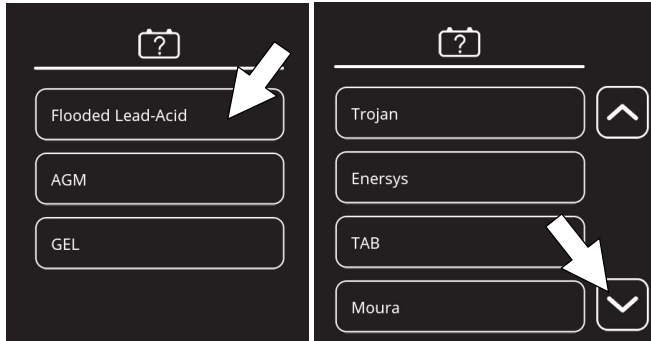 ?
Flooded Lead-Acid
AGM
GEL
?
Trojan
Enersys
TAB
Moura